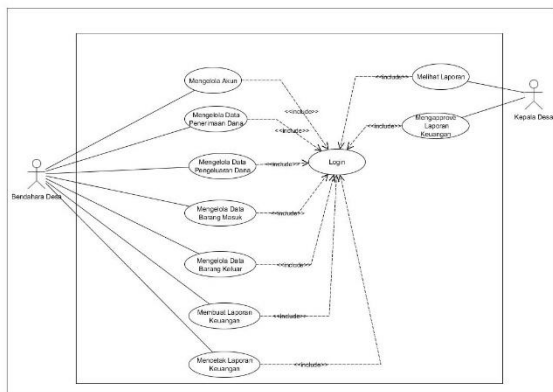 Mengelola Akun
<<include>>
Mengelola Data
Penerimaan Dana
<<include>>
Mengelola Data
Pengeluaran Dana
<<include>>
Mengelola Data
Barang Masuk
<<include>>
Mengelola Data
Barang Keluar
<<include>>
Membuat Laporan
Keuangan
<<include>>
Mencetak Laporan
Keuangan
<<include>>
Bendahara Desa
Login
<<include>>
Melihat Laporan
<<include>>
Mengapprove
Laporan
Keuangan
Kepala Desa